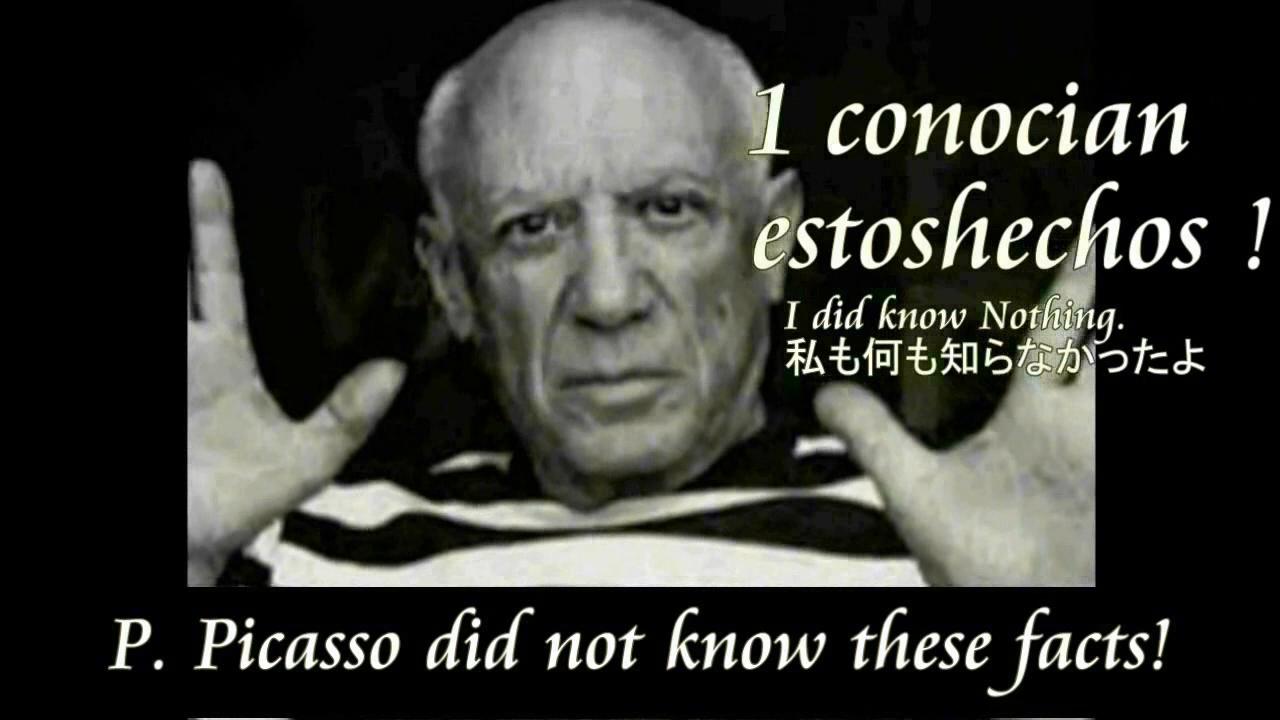 1 conocian
estoshechos !
I did know Nothing.
私も何も知らなかったよ
P. Picasso did not know these facts!